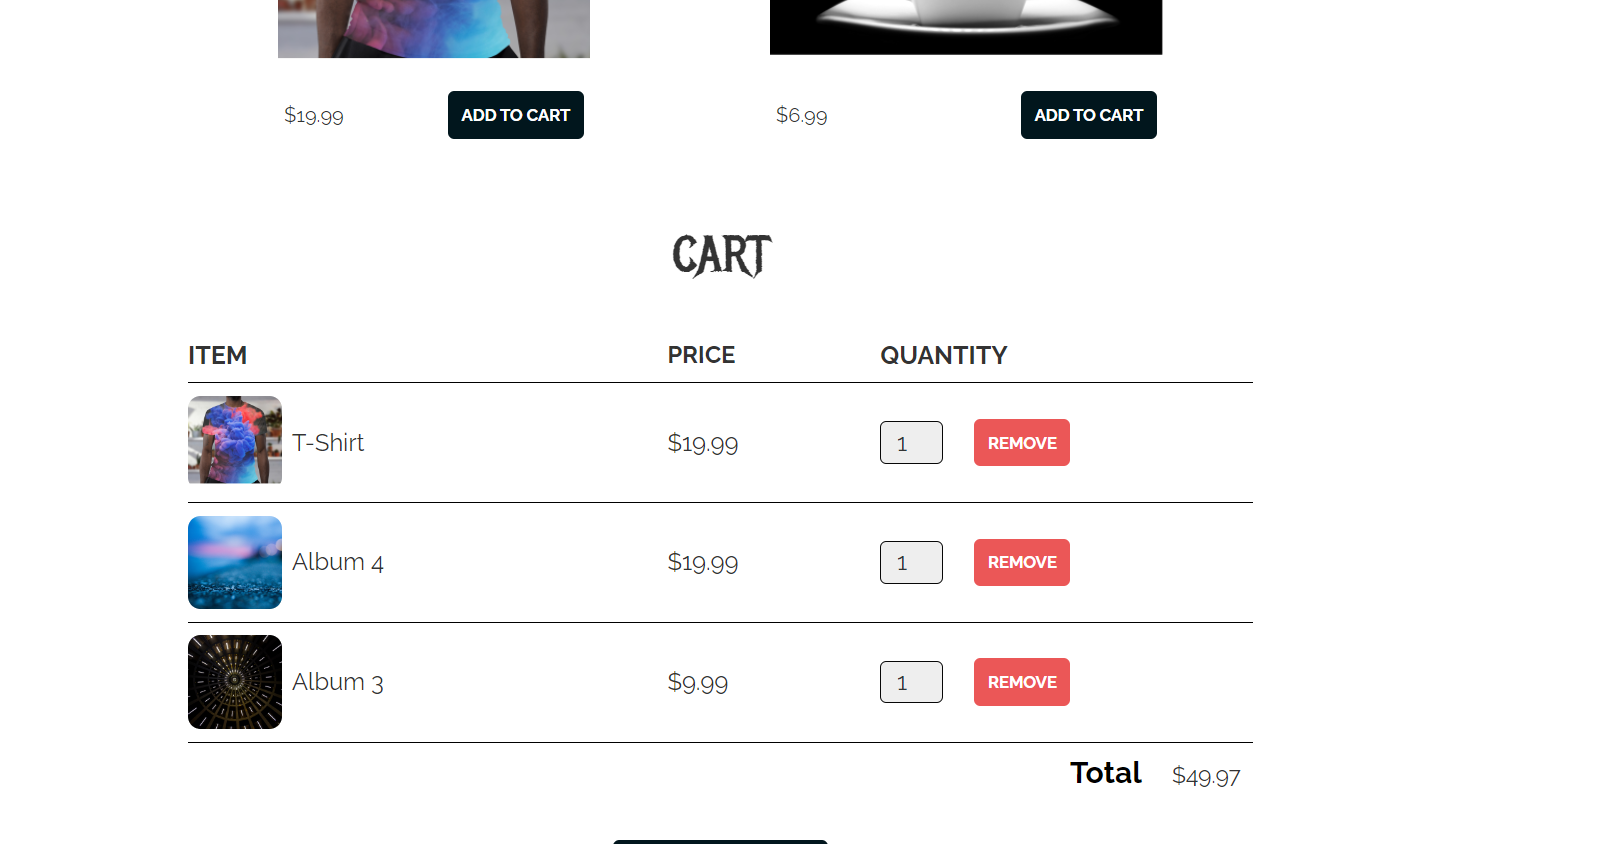 $19.99 ADD TO CART $6.99 ADD TO CART
CART
ITEM PRICE QUANTITY
T-Shirt $19.99 1 REMOVE
Album 4 $19.99 1 REMOVE
Album 3 $9.99 1 REMOVE
Total $49.97